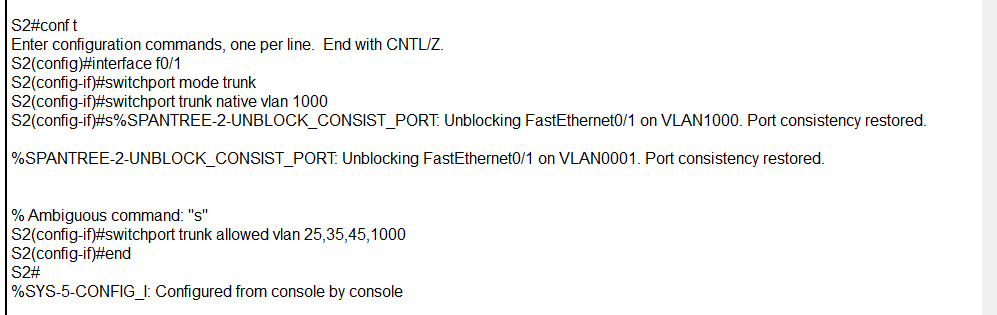 S2#conf t
Enter configuration commands, one per line.  End with CNTL/Z.
S2(config)#interface f0/1
S2(config-if)#switchport mode trunk
S2(config-if)#switchport trunk native vlan 1000
S2(config-if)#s%SPANTREE-2-UNBLOCK_CONSIST_PORT: Unblocking FastEthernet0/1 on VLAN1000. Port consistency restored.
%SPANTREE-2-UNBLOCK_CONSIST_PORT: Unblocking FastEthernet0/1 on VLAN0001. Port consistency restored.
% Ambiguous command: "s"
S2(config-if)#switchport trunk allowed vlan 25,35,45,1000
S2(config-if)#end
S2#
%SYS-5-CONFIG_I: Configured from console by console